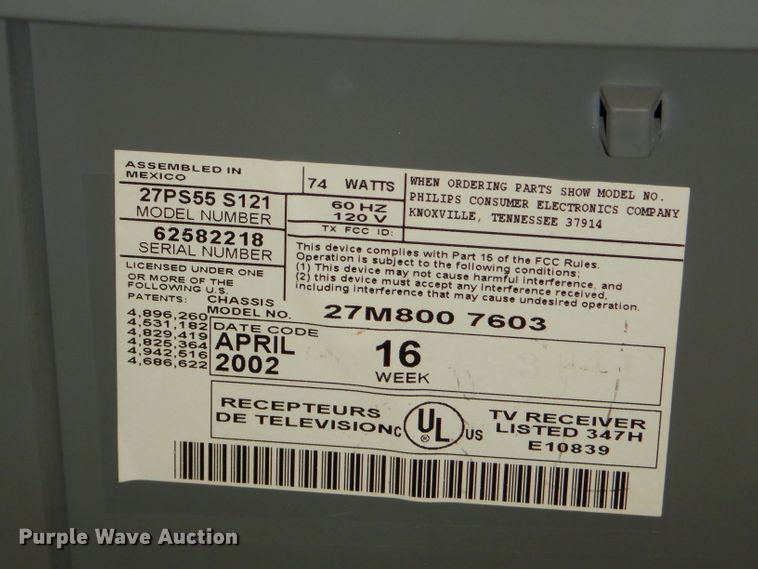 ASSEMBLED IN
MEXICO
27PS55 S121
MODEL NUMBER
62582218
SERIAL NUMBER
74 WATTS
60 HZ
120 V
TX FCC ID:
WHEN ORDERING PARTS SHOW MODEL NO.
PHILIPS CONSUMER ELECTRONICS COMPANY
KNOXVILLE, TENNESSEE 37914
This device complies with Part 15 of the FCC Rules.
Operation is subject to the following conditions;
(1) This device may not cause harmful interference, and
(2) this device must accept any interference received,
including interference that may cause undesired operation.
LICENSED UNDER ONE
OR MORE OF THE
FOLLOWING U.S.
PATENTS:
4,896,260
4,531,182
4,829,419
4,825,364
4,942,516
4,686,622
CHASSIS
MODEL NO.
27M800 7603
DATE CODE
APRIL
2002
16
WEEK
RECEPTEURS
DE TELEVISION
C UL ® US
TV RECEIVER
LISTED 347H
E10839
Purple Wave Auction